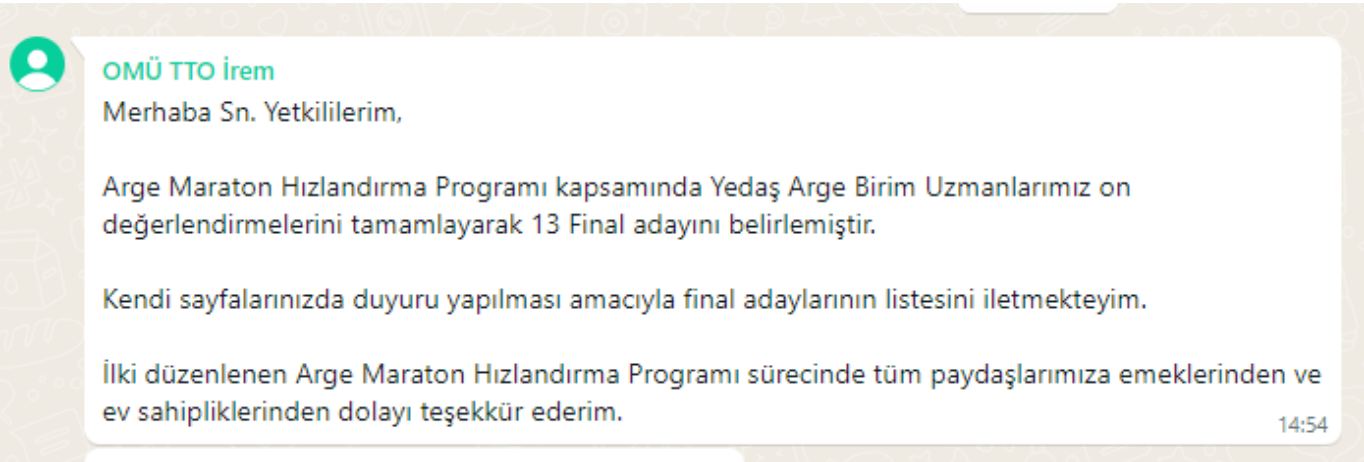 OMÜ TTO İrem
Merhaba Sn. Yetkililerim,
Arge Maraton Hızlandırma Programı kapsamında Yedaş Arge Birim Uzmanlarımız on
değerlendirmelerini tamamlayarak 13 Final adayını belirlemiştir.
Kendi sayfalarınızda duyuru yapılması amacıyla final adaylarının listesini iletmekteyim.
İlki düzenlenen Arge Maraton Hızlandırma Programı sürecinde tüm paydaşlarımıza emeklerinden ve
ev sahipliklerinden dolayı teşekkür ederim.
14:54